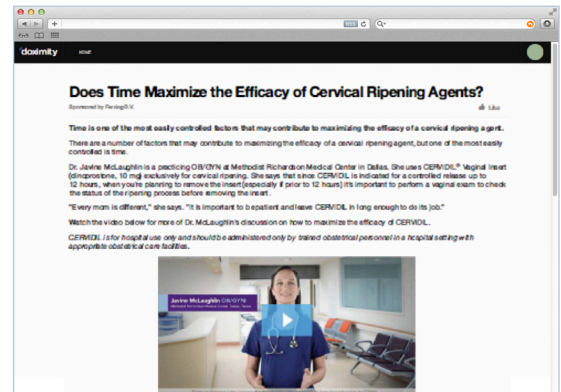 RSS
Q
doximity
HOME
Does Time Maximize the Efficacy of Cervical Ripening Agents?
Sponsored by Ferring B.V.
Like
Time is one of the most easily controlled factors that may contribute to maximizing the efficacy of a cervical ripening agent.
There are a number of factors that may contribute to maximizing the efficacy of a cervical ripening agent, but one of the most easily
controlled is time.
Dr. Javine McLaughlin is a practicing OB/GYN at Methodist Richardson Medical Center in Dallas. She uses CERVIDIL® Vaginal Insert
(dinoprostone, 10 mg) exclusively for cervical ripening. She says that since CERVIDIL is indicated for a controlled release up to
12 hours, when you're planning to remove the insert (especially if prior to 12 hours) it's important to perform a vaginal exam to check
the status of the ripening process before removing the insert.
"Every mom is different," she says. "It is important to be patient and leave CERVIDIL in long enough to do its job."
Watch the video below for more of Dr. McLaughlin's discussion on how to maximize the efficacy of CERVIDIL.
CERVIDIL is for hospital use only and should be administered only by trained obstetrical personnel in a hospital setting with
appropriate obstetrical care facilities.
Javine McLaughlin OB/GYN
Methodist Richardson Medical Center, Dallas, Texas